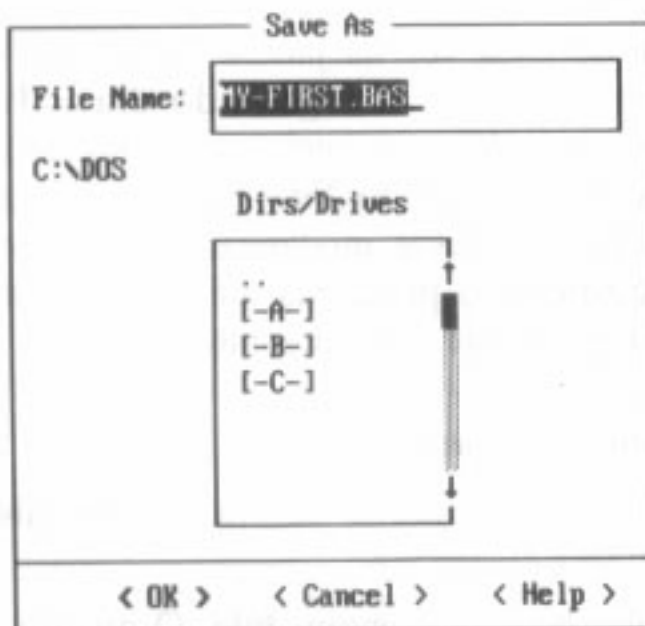 Save As
File Name: MY-FIRST.BAS
C:\DOS
Dirs/Drives
..
[-A-]
[-B-]
[-C-]
< OK > < Cancel > < Help >